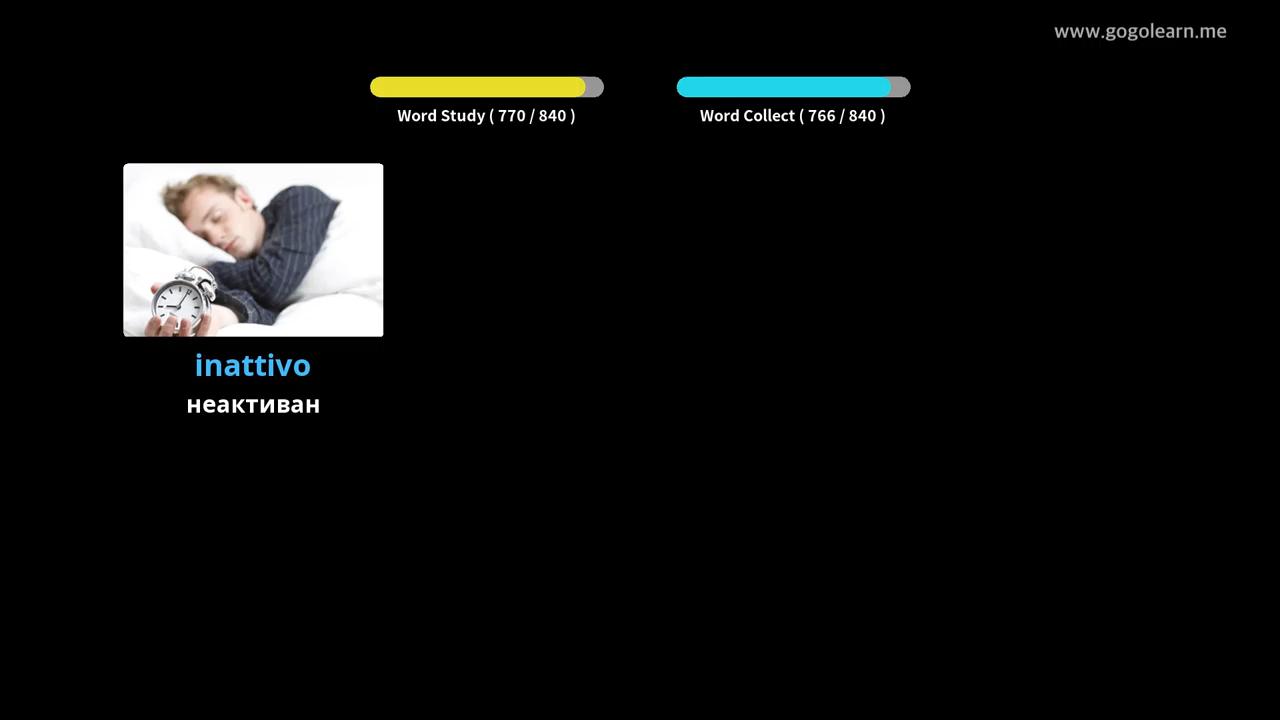 www.gogolearn.me
Word Study ( 770 / 840 )
Word Collect ( 766 / 840 )
inattivo
неактиван